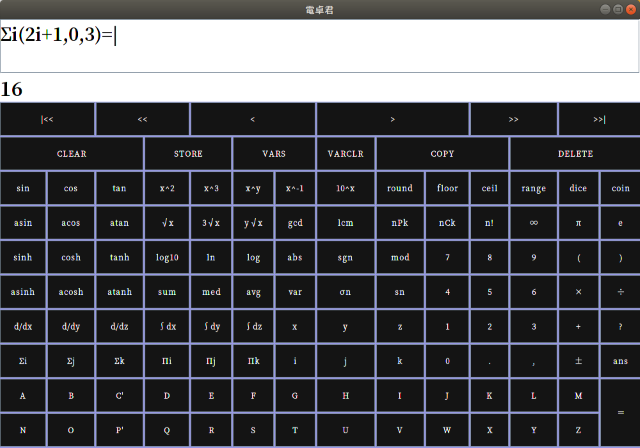 電卓君
Σi(2i+1,0,3)=|
16
|<< << < > >> >>|
CLEAR STORE VARS VARCLR COPY DELETE
sin cos tan x^2 x^3 x^y x^-1 10^x round floor ceil range dice coin
asin acos atan √x 3√x y√x gcd lcm nPk nCk n! ∞ π e
sinh cosh tanh log10 ln log abs sgn mod 7 8 9 ( )
asinh acosh atanh sum med avg var σn sn 4 5 6 × ÷
d/dx d/dy d/dz ∫dx ∫dy ∫dz x y z 1 2 3 + ?
Σi Σj Σk Πi Πj Πk i j k 0 . , ± ans
A B C' D E F G H I J K L M =
N O P' Q R S T U V W X Y Z